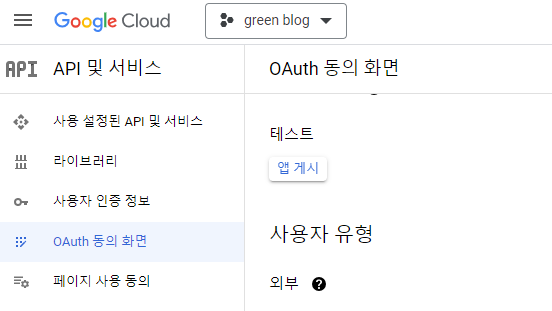 Google Cloud
green blog
API
API 및 서비스
OAuth 동의 화면
사용 설정된 API 및 서비스
라이브러리
사용자 인증 정보
OAuth 동의 화면
페이지 사용 동의
테스트
앱 게시
사용자 유형
외부